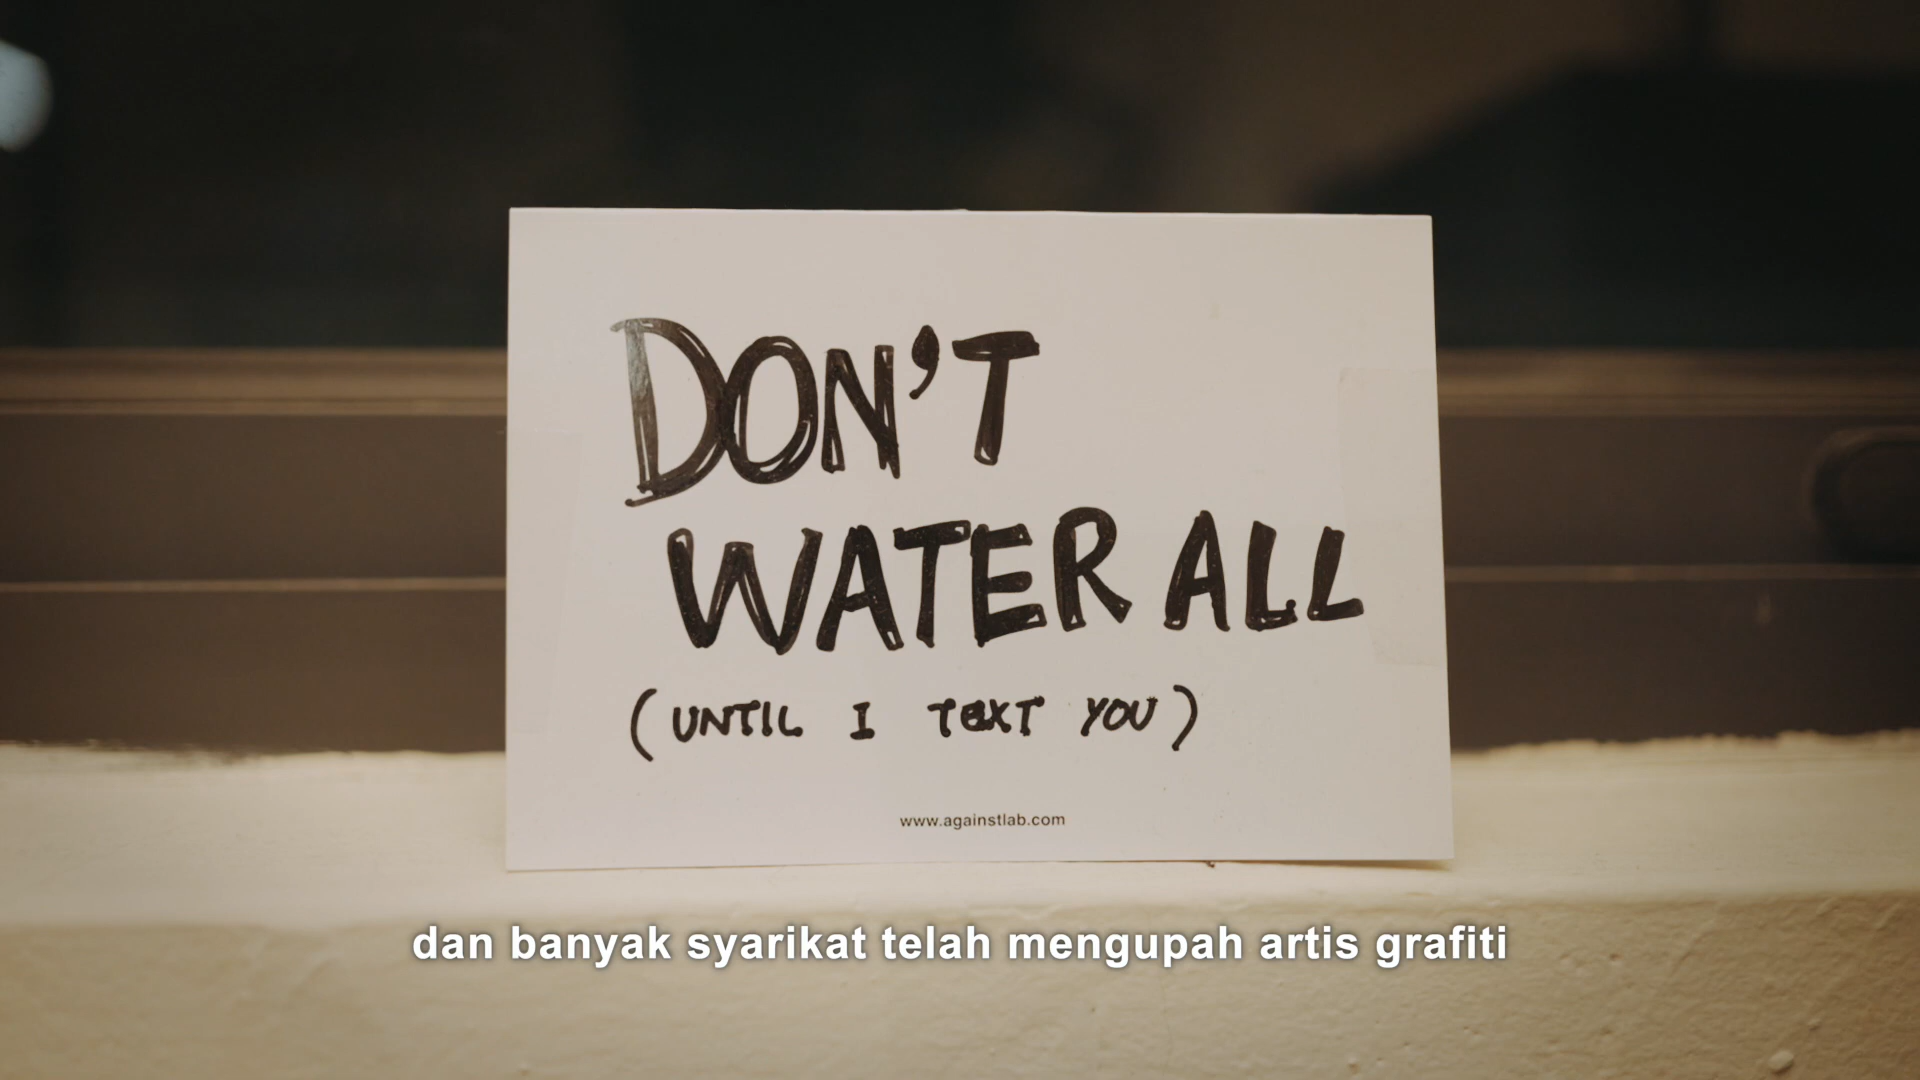 DON'T
WATER ALL
(UNTIL I TEXT YOU)
www.againstlab.com
dan banyak syarikat telah mengupah artis grafiti